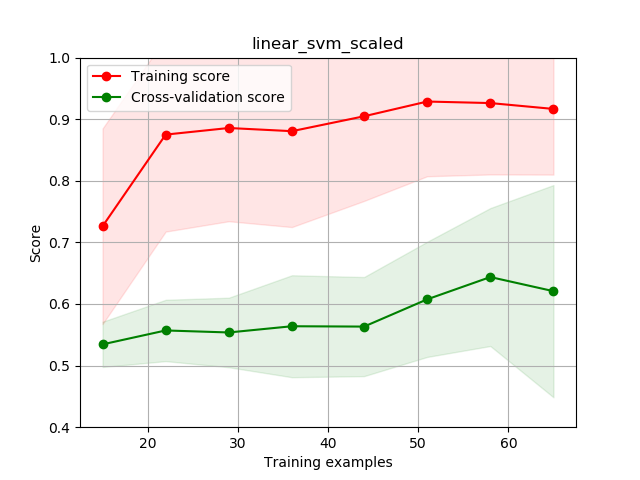 linear_svm_scaled
Training score
Cross-validation score
1.0
0.9
0.8
0.7
0.6
0.5
0.4
Score
20
30
40
50
60
Training examples